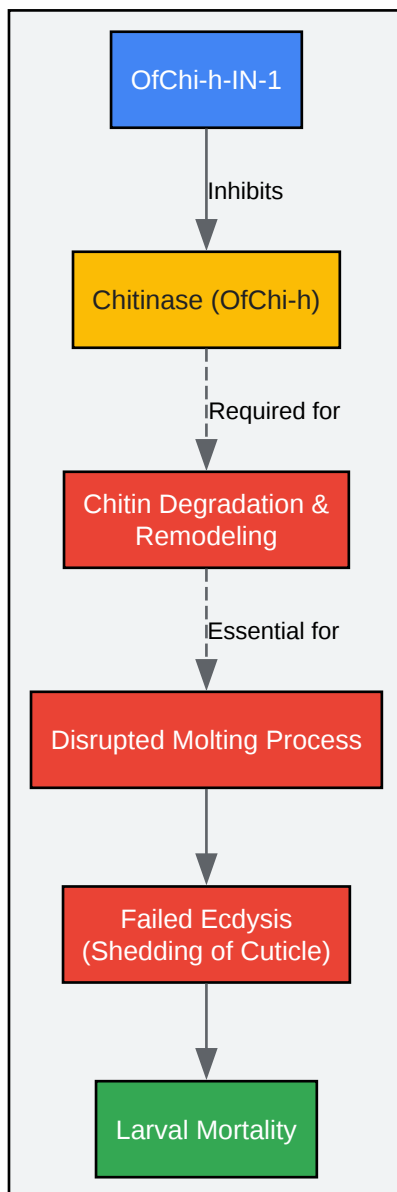 OfChi-h-IN-1
Inhibits
Chitinase (OfChi-h)
Required for
Chitin Degradation &
Remodeling
Essential for
Disrupted Molting Process
Failed Ecdysis
(Shedding of Cuticle)
Larval Mortality